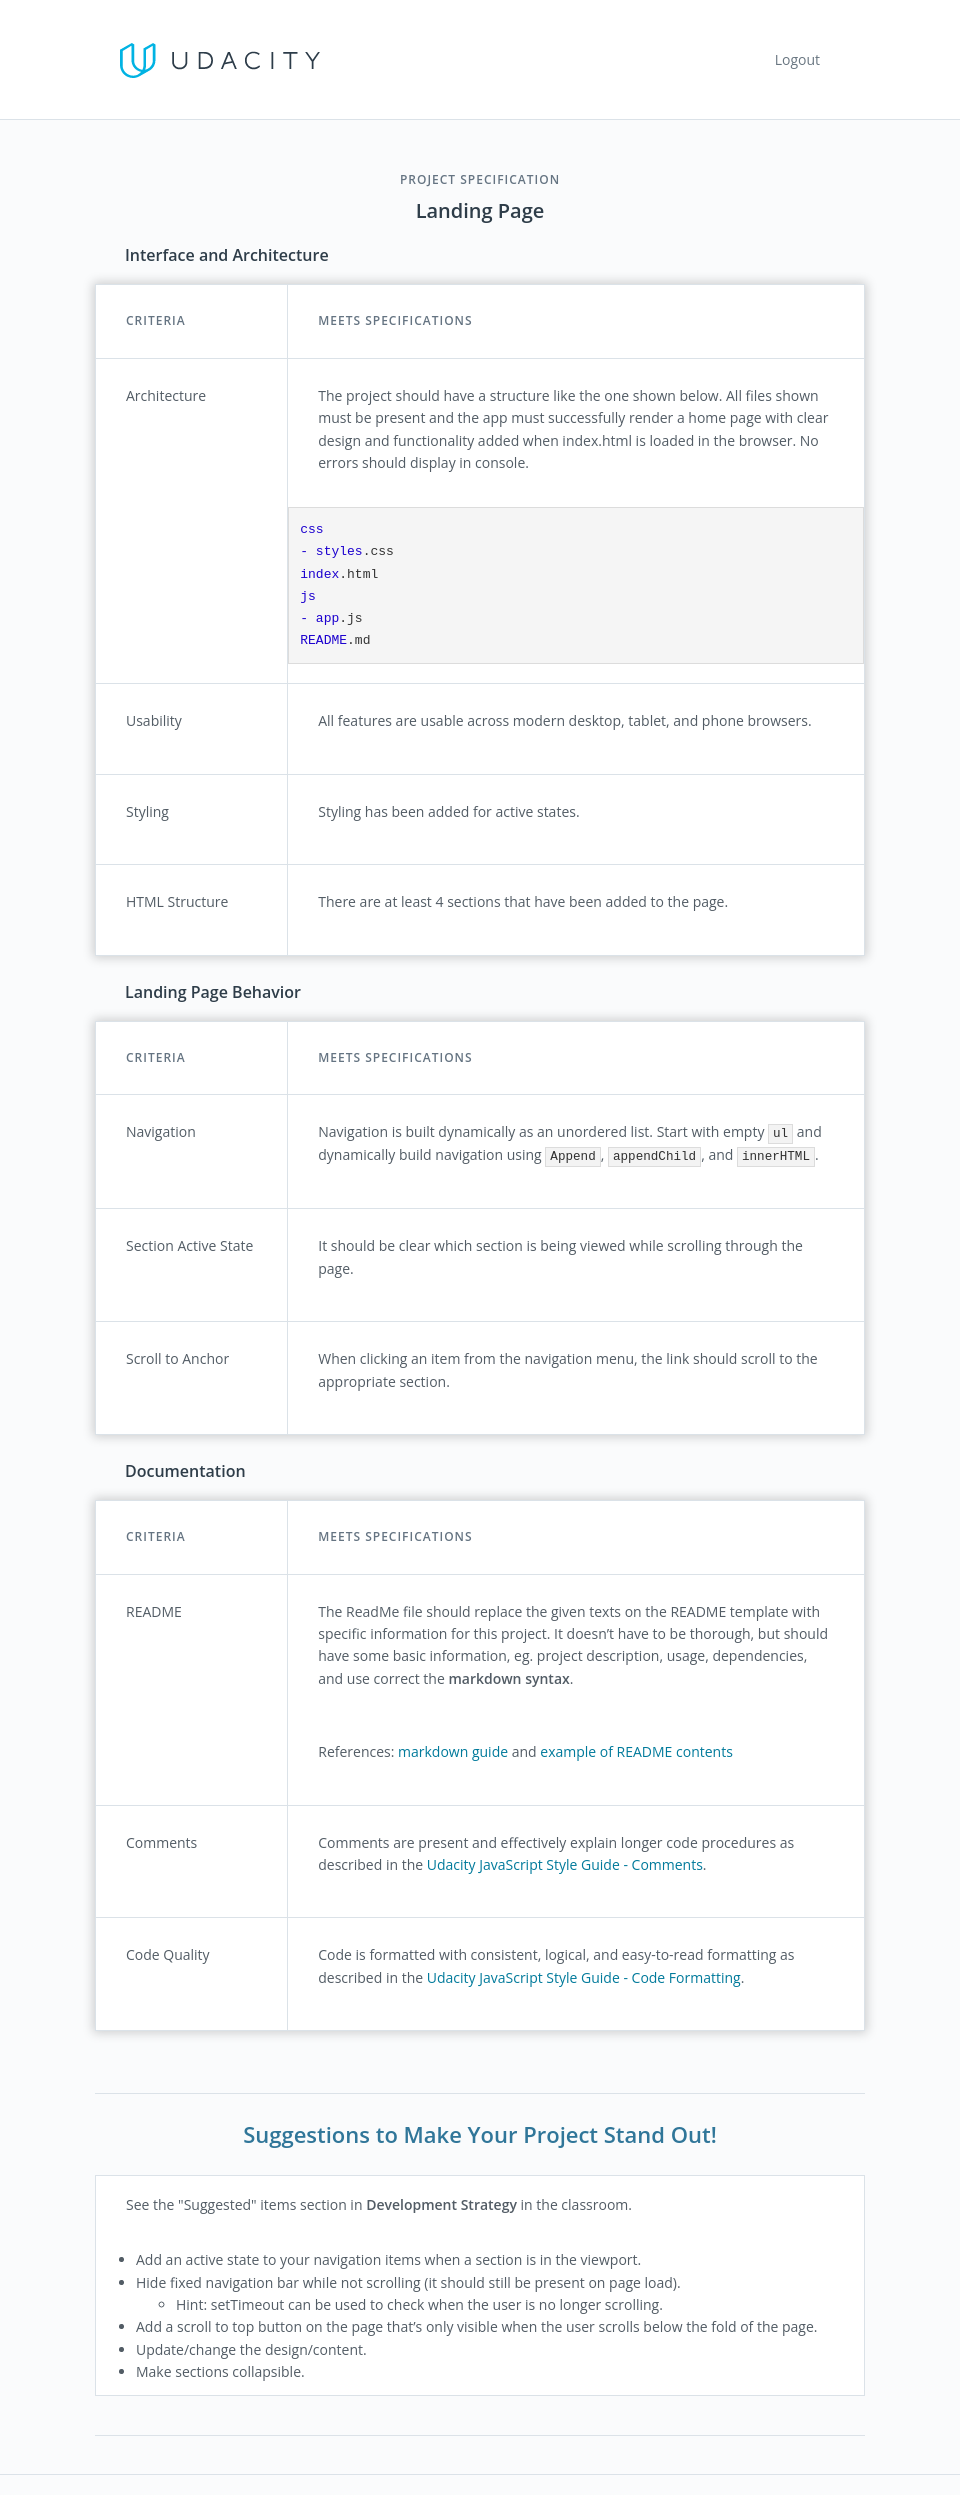 UDACITY
Logout
PROJECT SPECIFICATION
Landing Page
Interface and Architecture
CRITERIA
MEETS SPECIFICATIONS
Architecture
The project should have a structure like the one shown below. All files shown
must be present and the app must successfully render a home page with clear
design and functionality added when index.html is loaded in the browser. No
errors should display in console.
css
- styles.css
index.html
js
- app.js
README.md
Usability
All features are usable across modern desktop, tablet, and phone browsers.
Styling
Styling has been added for active states.
HTML Structure
There are at least 4 sections that have been added to the page.
Landing Page Behavior
CRITERIA
MEETS SPECIFICATIONS
Navigation
Navigation is built dynamically as an unordered list. Start with empty ul and
dynamically build navigation using Append, appendChild, and innerHTML.
Section Active State
It should be clear which section is being viewed while scrolling through the
page.
Scroll to Anchor
When clicking an item from the navigation menu, the link should scroll to the
appropriate section.
Documentation
CRITERIA
MEETS SPECIFICATIONS
README
The ReadMe file should replace the given texts on the README template with
specific information for this project. It doesn’t have to be thorough, but should
have some basic information, eg. project description, usage, dependencies,
and use correct the markdown syntax.
References: markdown guide and example of README contents
Comments
Comments are present and effectively explain longer code procedures as
described in the Udacity JavaScript Style Guide - Comments.
Code Quality
Code is formatted with consistent, logical, and easy-to-read formatting as
described in the Udacity JavaScript Style Guide - Code Formatting.
Suggestions to Make Your Project Stand Out!
See the "Suggested" items section in Development Strategy in the classroom.
• Add an active state to your navigation items when a section is in the viewport.
• Hide fixed navigation bar while not scrolling (it should still be present on page load).
◦ Hint: setTimeout can be used to check when the user is no longer scrolling.
• Add a scroll to top button on the page that’s only visible when the user scrolls below the fold of the page.
• Update/change the design/content.
• Make sections collapsible.